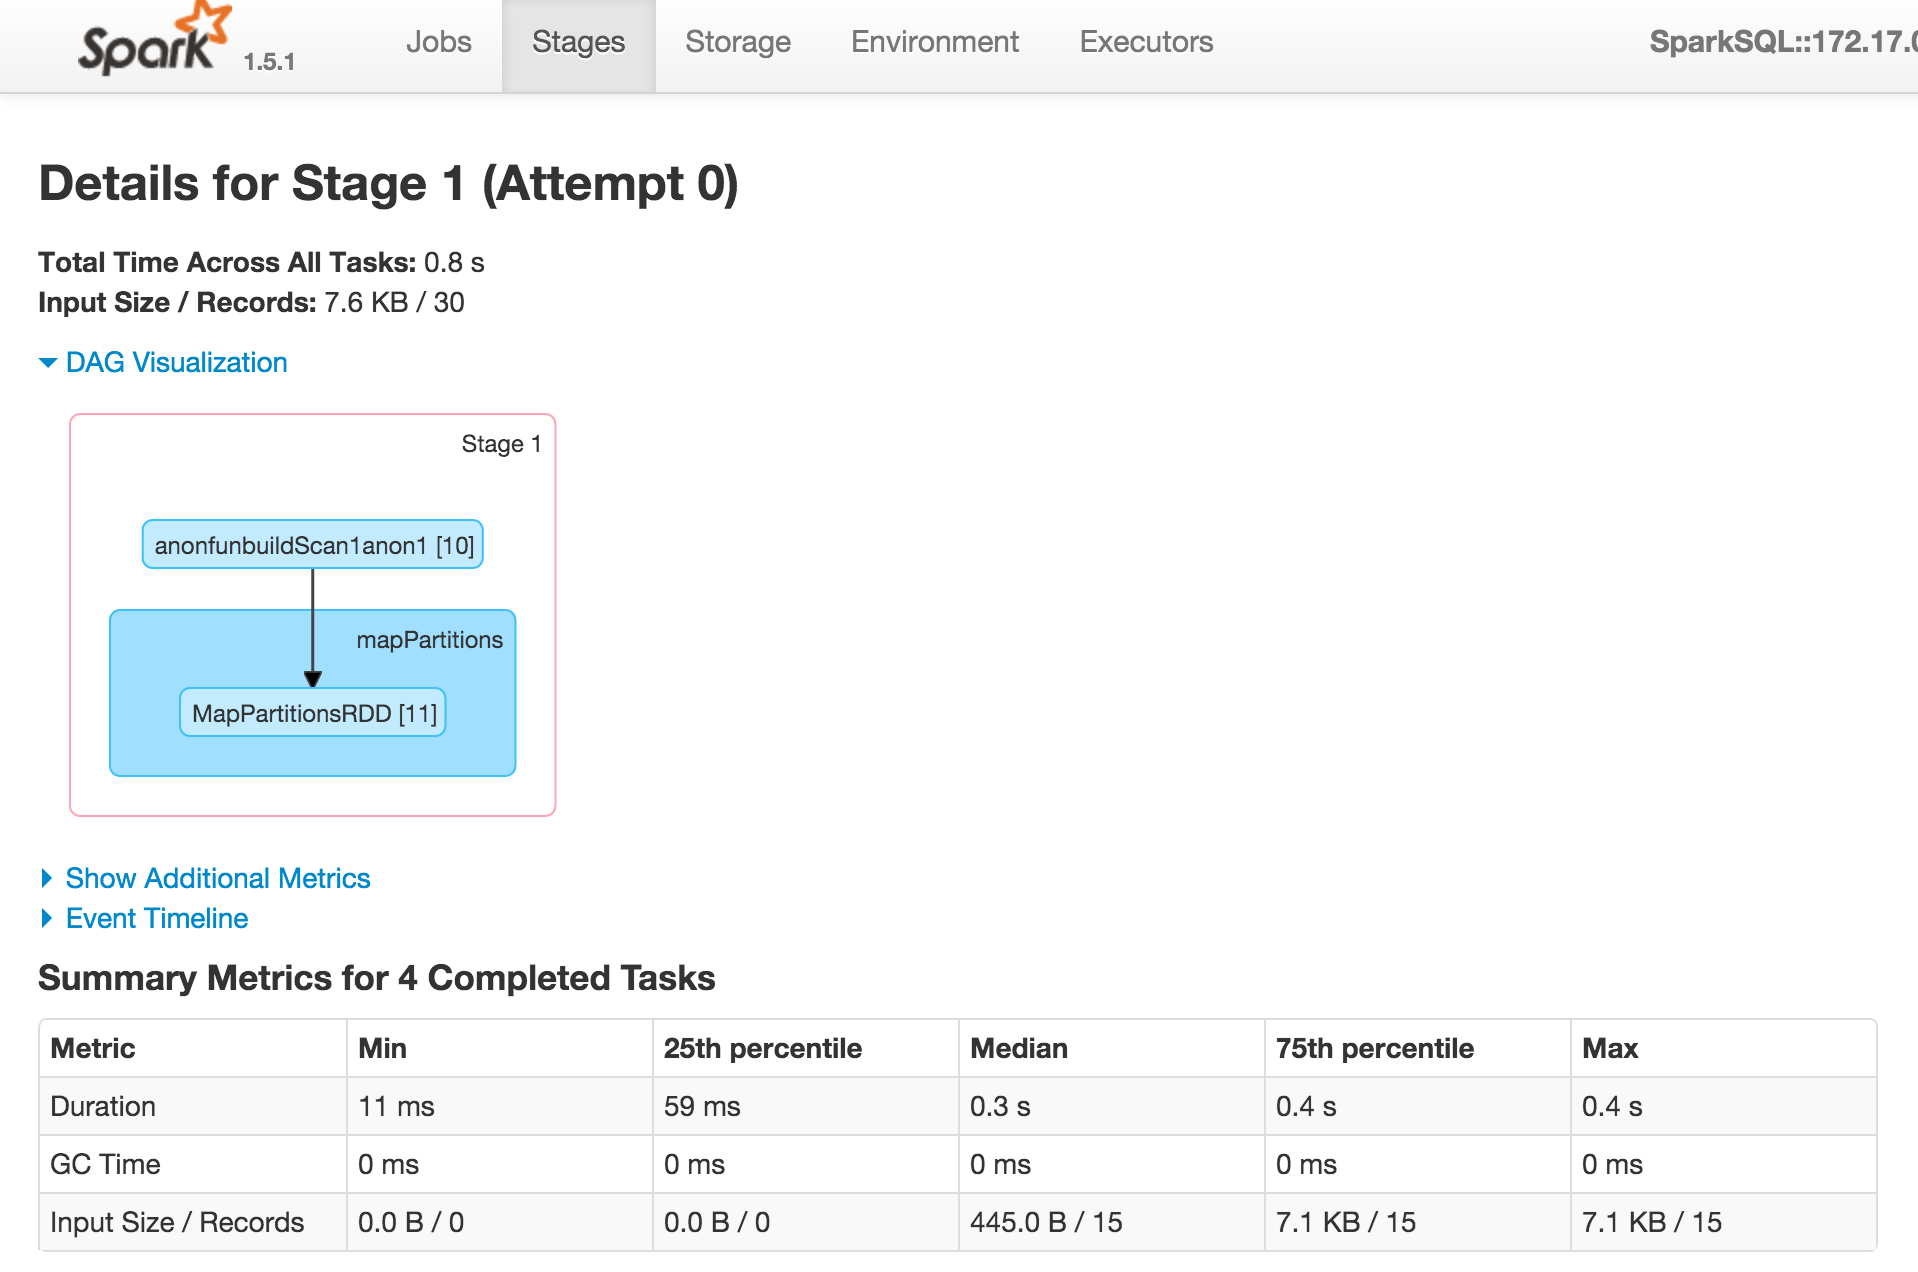 Spark 1.5.1 Jobs Stages Storage Environment Executors SparkSQL::172.17.0
Details for Stage 1 (Attempt 0)
Total Time Across All Tasks: 0.8 s
Input Size / Records: 7.6 KB / 30
DAG Visualization
Stage 1
anonfunbuildScan1anon1 [10]
mapPartitions
MapPartitionsRDD [11]
Show Additional Metrics
Event Timeline
Summary Metrics for 4 Completed Tasks
Metric Min 25th percentile Median 75th percentile Max
Duration 11 ms 59 ms 0.3 s 0.4 s 0.4 s
GC Time 0 ms 0 ms 0 ms 0 ms 0 ms
Input Size / Records 0.0 B / 0 0.0 B / 0 445.0 B / 15 7.1 KB / 15 7.1 KB / 15